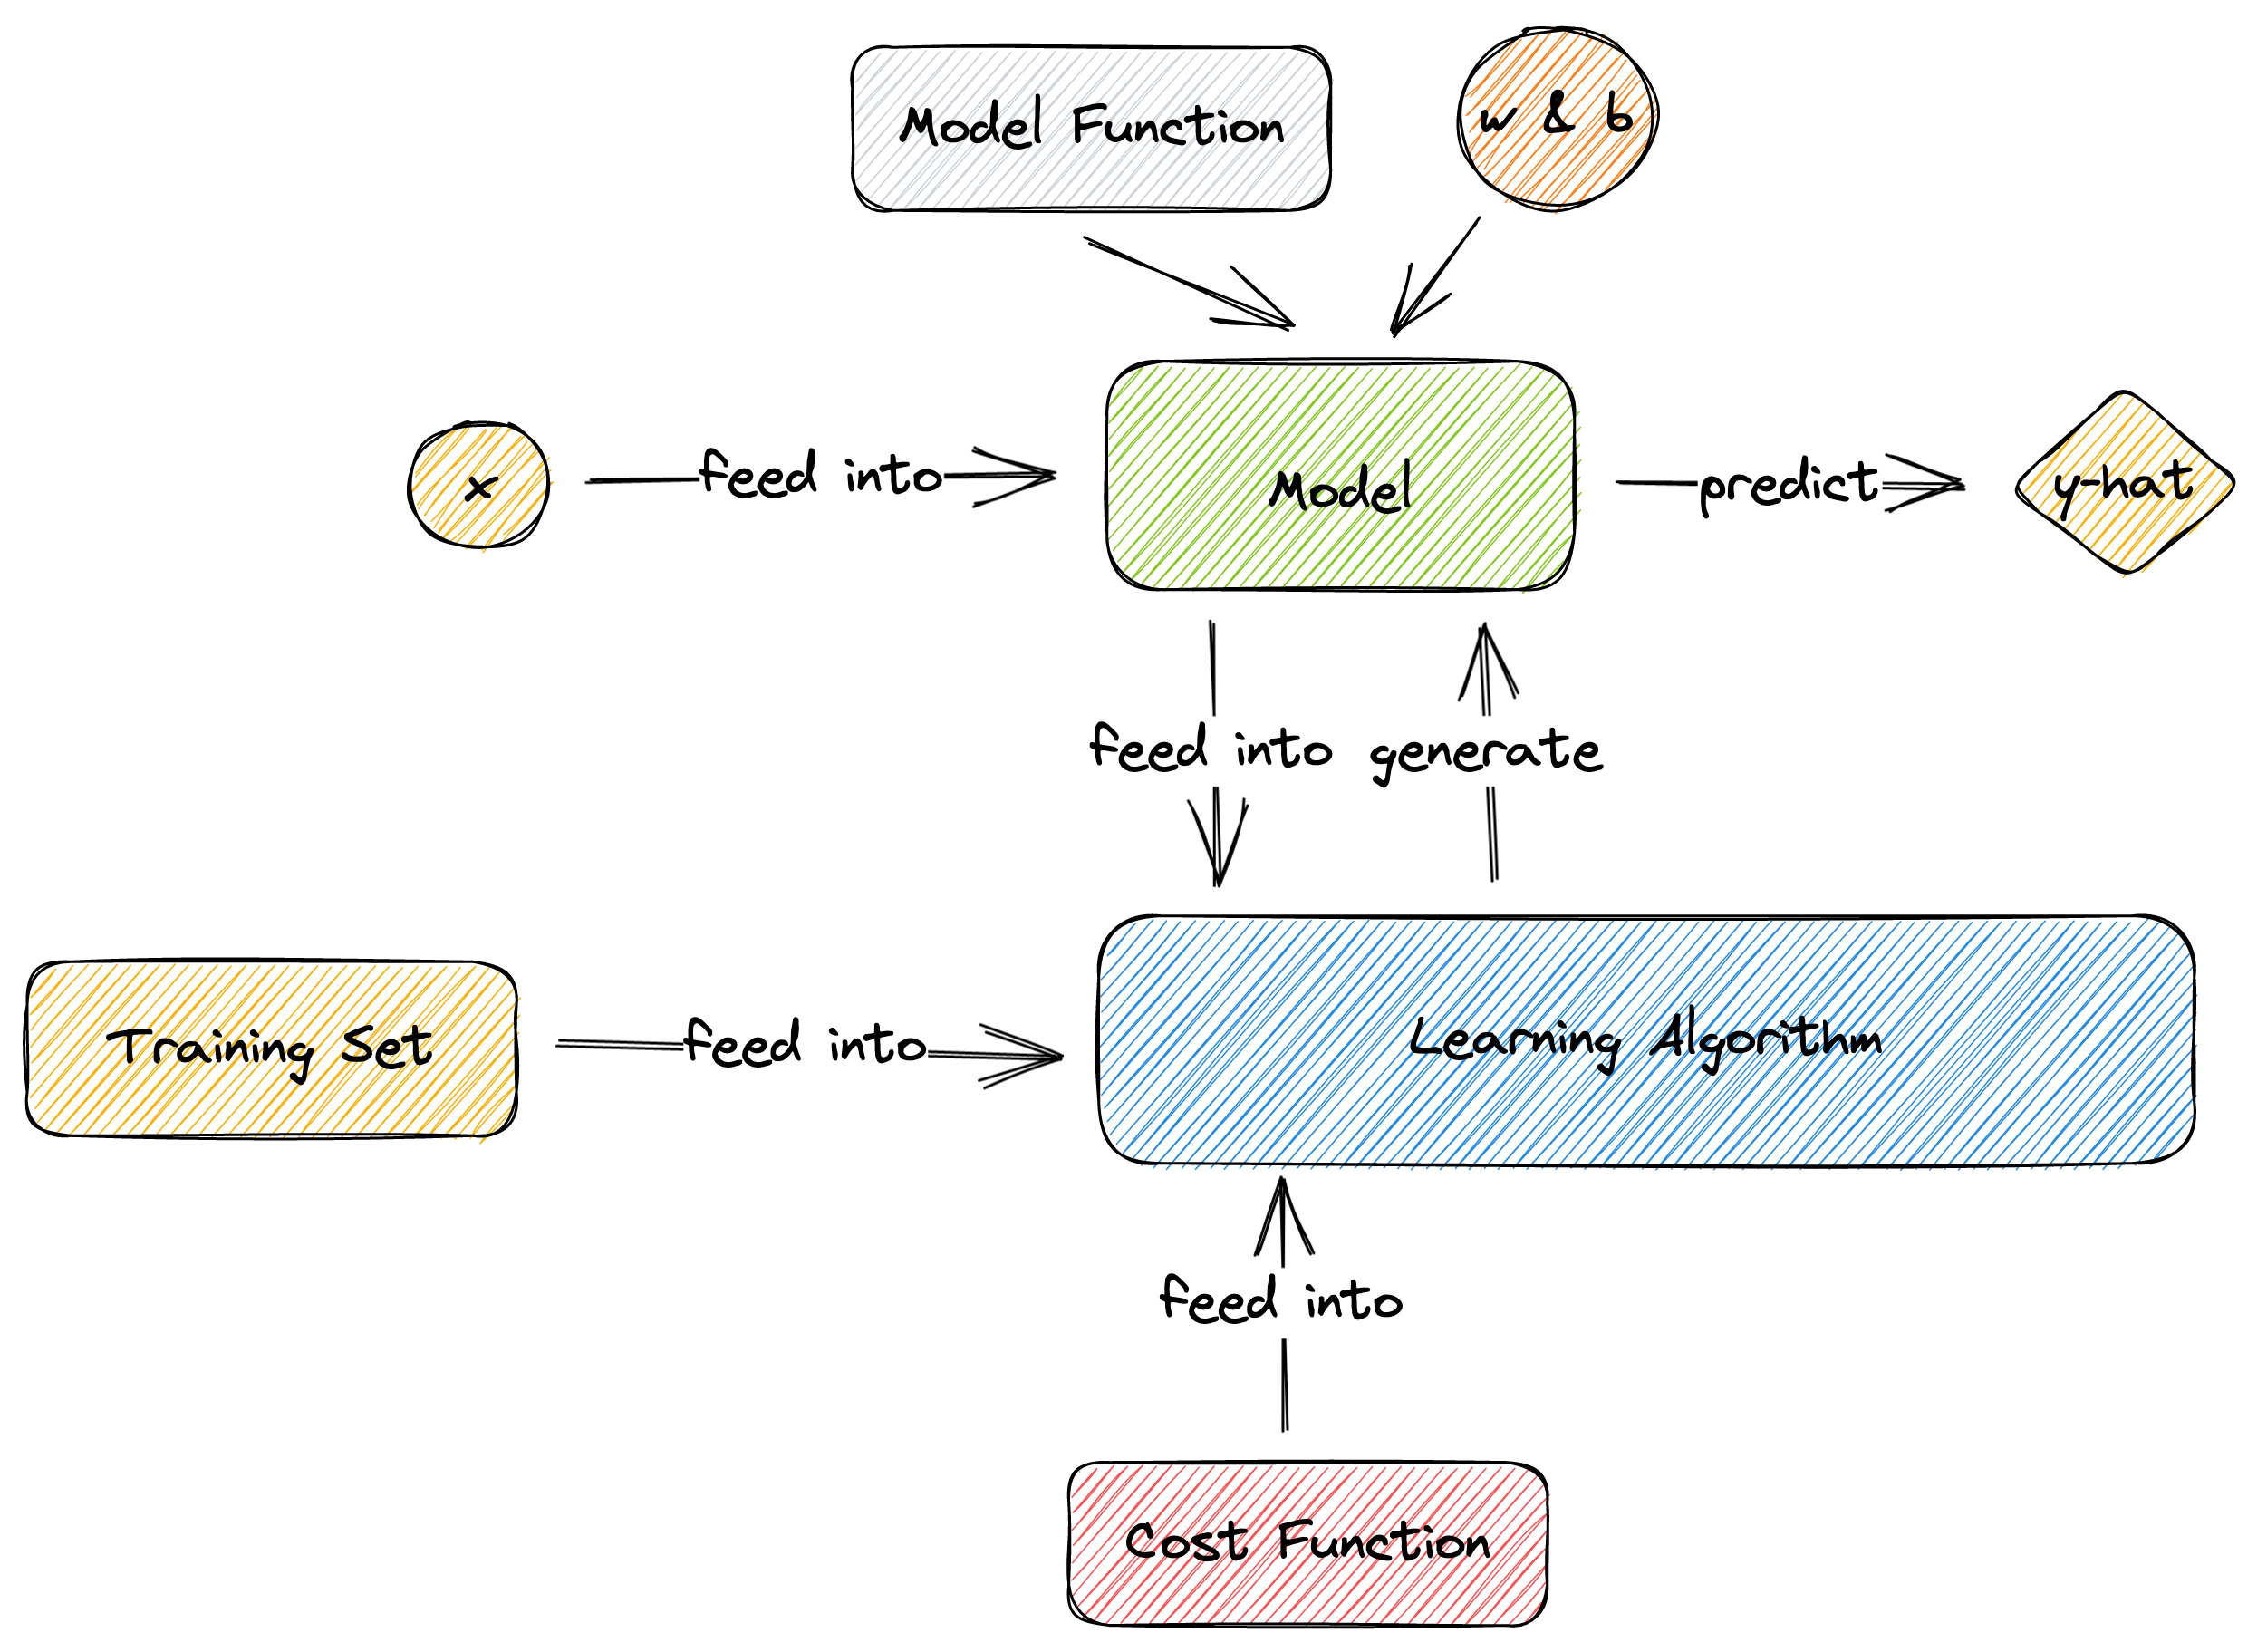 Model Function
w & b
x
feed into
Model
predict
y-hat
feed into
generate
Training Set
feed into
Learning Algorithm
feed into
Cost Function